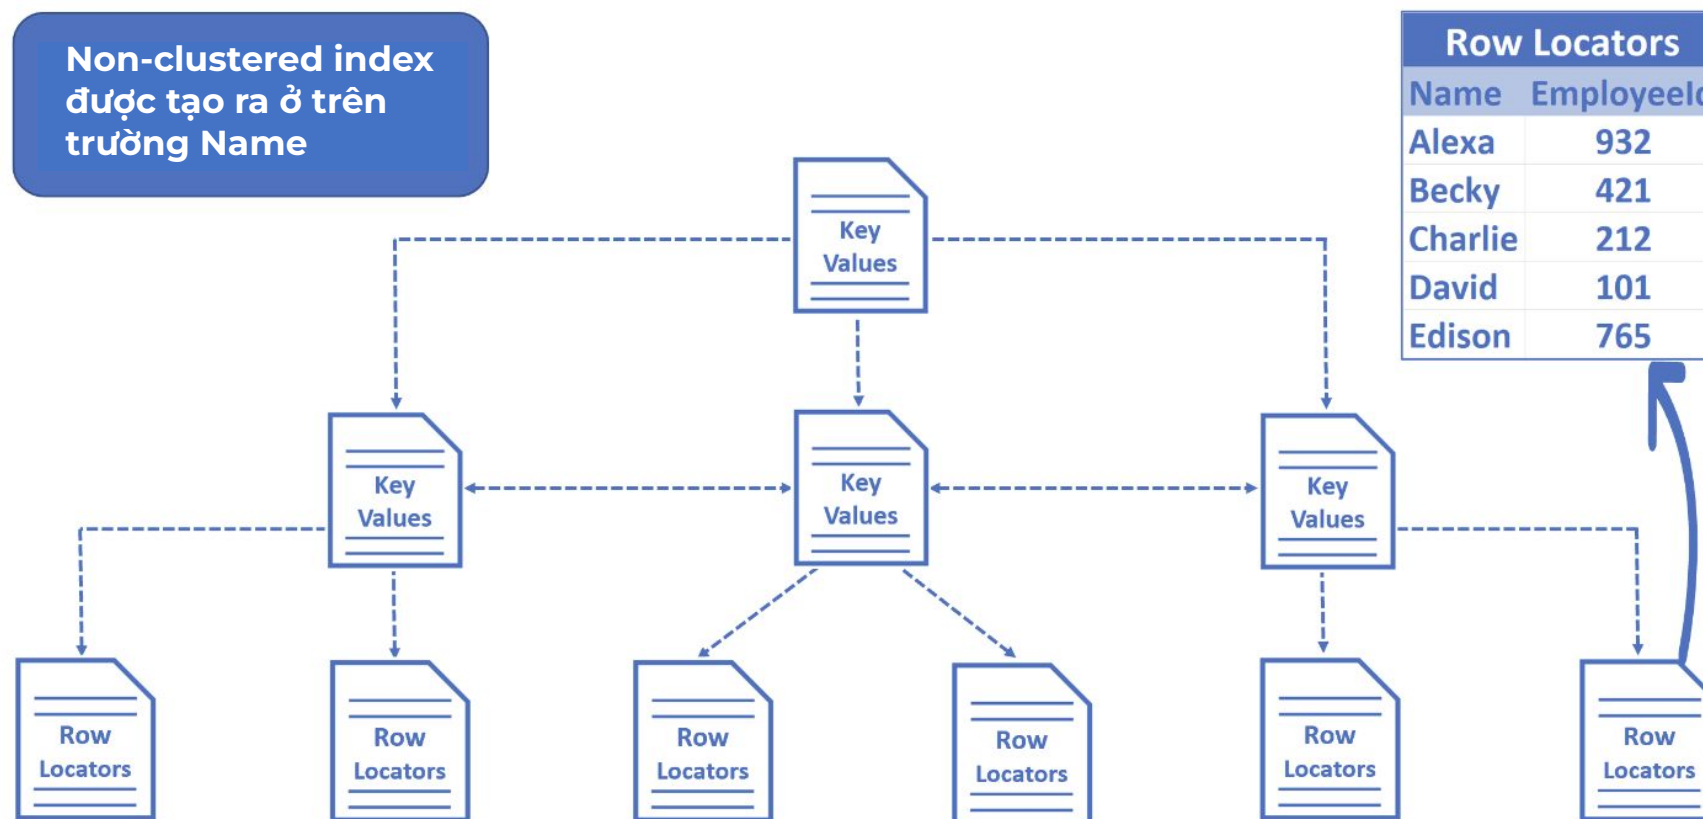 Non-clustered index
được tạo ra ở trên
trường Name
Row Locators
Name EmployeeId
Alexa 932
Becky 421
Charlie 212
David 101
Edison 765
Key
Values
Key
Values
Key
Values
Key
Values
Row
Locators
Row
Locators
Row
Locators
Row
Locators
Row
Locators
Row
Locators